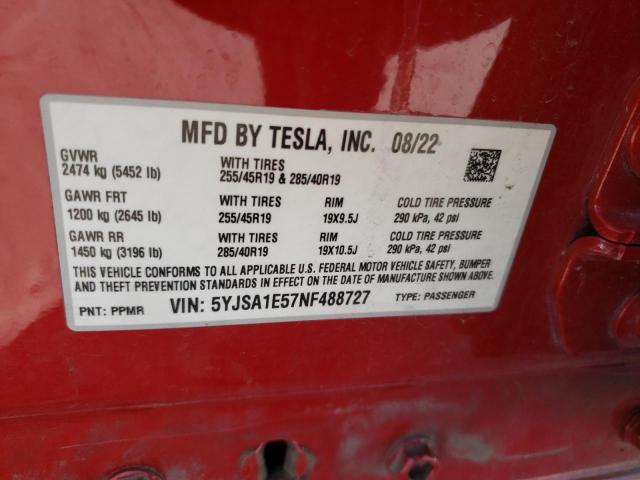 MFD BY TESLA, INC. 08/22
GVWR
2474 kg (5452 lb)
WITH TIRES
255/45R19 & 285/40R19
GAWR FRT
1200 kg (2645 lb)
WITH TIRES
255/45R19
RIM
19X9.5J
COLD TIRE PRESSURE
290 kPa, 42 psi
GAWR RR
1450 kg (3196 lb)
WITH TIRES
285/40R19
RIM
19X10.5J
COLD TIRE PRESSURE
290 kPa, 42 psi
THIS VEHICLE CONFORMS TO ALL APPLICABLE U.S. FEDERAL MOTOR VEHICLE SAFETY, BUMPER
AND THEFT PREVENTION STANDARDS IN EFFECT ON THE DATE OF MANUFACTURE SHOWN ABOVE.
PNT: PPMR VIN: 5YJSA1E57NF488727 TYPE: PASSENGER